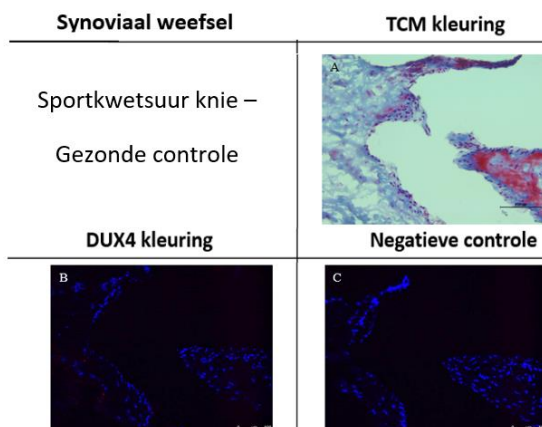 Synoviaal weefsel
TCM kleuring
Sportkwetsuur knie –
Gezonde controle
A
DUX4 kleuring
Negatieve controle
B
C